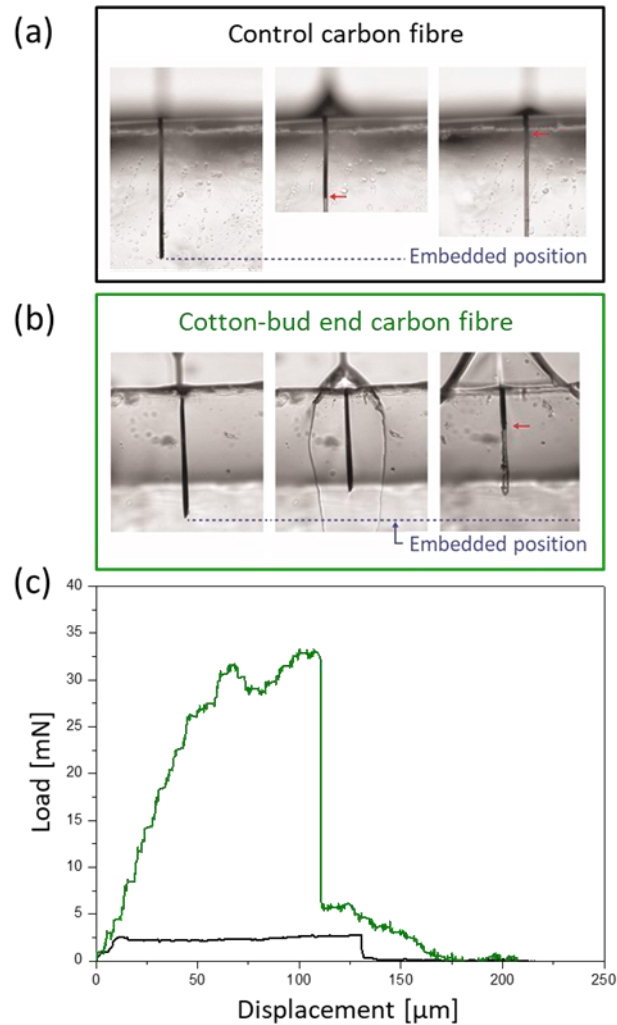 (a)
Control carbon fibre
Embedded position
(b)
Cotton-bud end carbon fibre
Embedded position
(c)
40
35
30
25
20
15
10
5
0
Load [mN]
0 50 100 150 200 250
Displacement [µm]